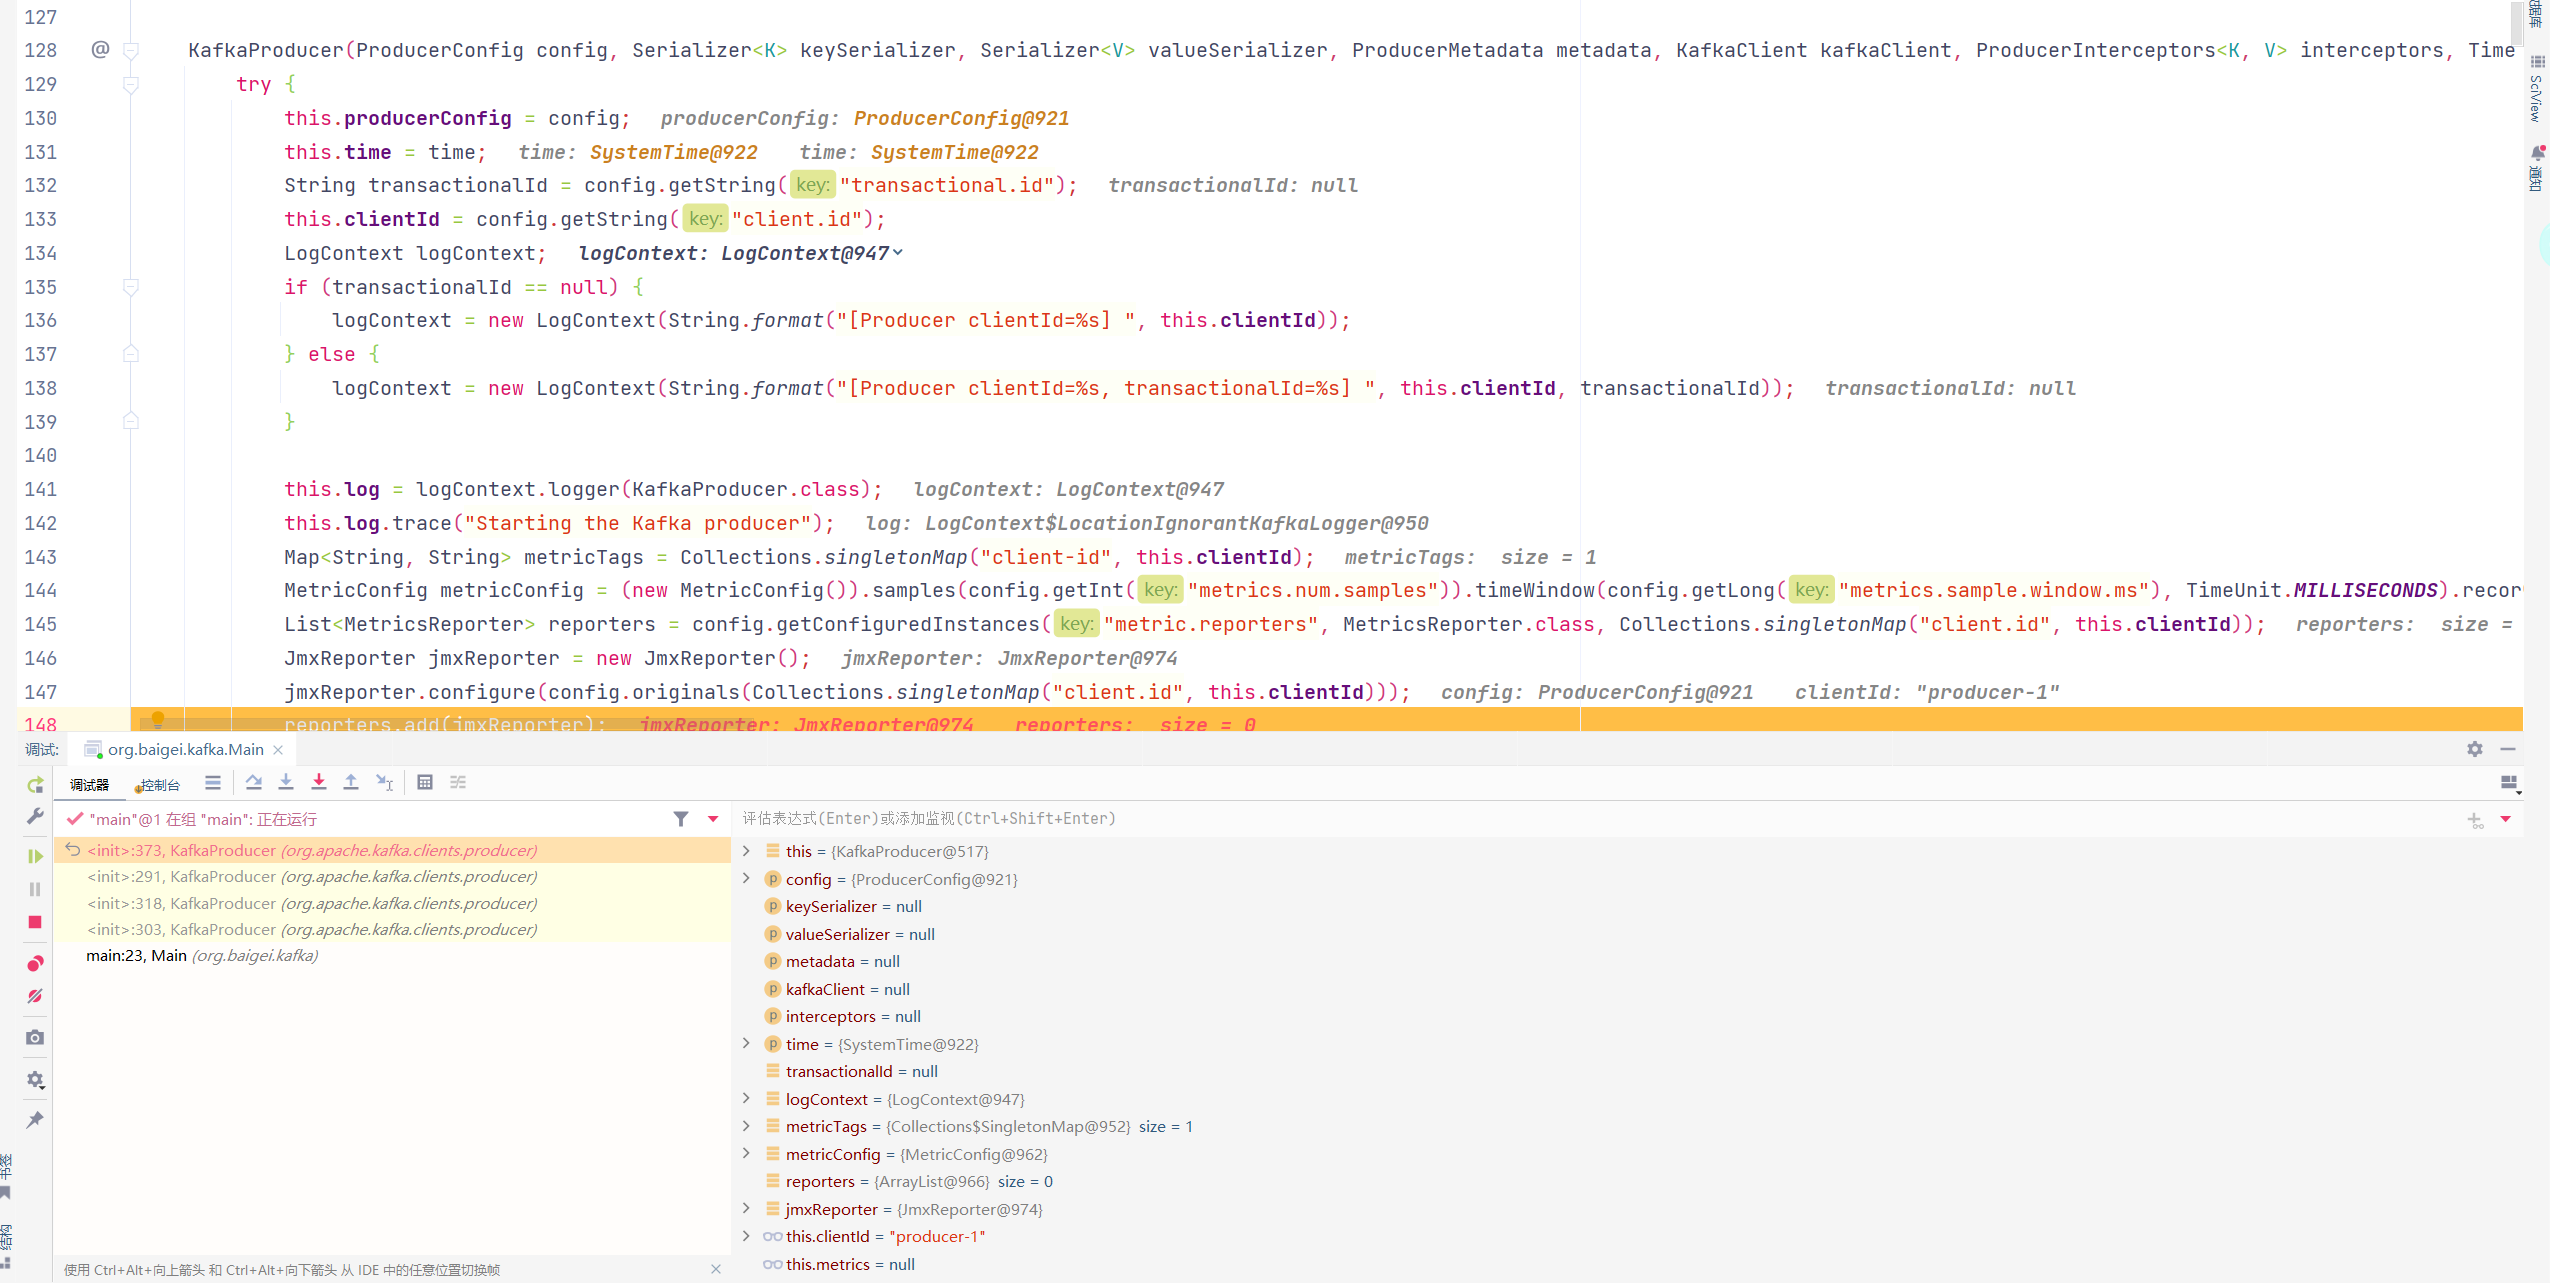 127
128 @ KafkaProducer(ProducerConfig config, Serializer<K> keySerializer, Serializer<V> valueSerializer, ProducerMetadata metadata, KafkaClient kafkaClient, ProducerInterceptors<K, V> interceptors, Time
129 try {
130 this.producerConfig = config; producerConfig: ProducerConfig@921
131 this.time = time; time: SystemTime@922 time: SystemTime@922
132 String transactionalId = config.getString( key: "transactional.id"); transactionalId: null
133 this.clientId = config.getString( key: "client.id");
134 LogContext logContext; logContext: LogContext@947
135 if (transactionalId == null) {
136 logContext = new LogContext(String.format("[Producer clientId=%s] ", this.clientId));
137 } else {
138 logContext = new LogContext(String.format("[Producer clientId=%s, transactionalId=%s] ", this.clientId, transactionalId)); transactionalId: null
139 }
140
141 this.log = logContext.logger(KafkaProducer.class); logContext: LogContext@947
142 this.log.trace("Starting the Kafka producer"); log: LogContext$LocationIgnorantKafkaLogger@950
143 Map<String, String> metricTags = Collections.singletonMap("client-id", this.clientId); metricTags: size = 1
144 MetricConfig metricConfig = (new MetricConfig()).samples(config.getInt( key: "metrics.num.samples")).timeWindow(config.getLong( key: "metrics.sample.window.ms"), TimeUnit.MILLISECONDS).recor
145 List<MetricsReporter> reporters = config.getConfiguredInstances( key: "metric.reporters", MetricsReporter.class, Collections.singletonMap("client.id", this.clientId)); reporters: size =
146 JmxReporter jmxReporter = new JmxReporter(); jmxReporter: JmxReporter@974
147 jmxReporter.configure(config.originals(Collections.singletonMap("client.id", this.clientId))); config: ProducerConfig@921 clientId: "producer-1"
148 reporters.add(jmxReporter); jmxReporter: JmxReporter@974 reporters: size = 0
据库
SciView
通知
调试: org.baigei.kafka.Main
调试器 控制台
"main"@1 在组 "main": 正在运行
<init>:373, KafkaProducer (org.apache.kafka.clients.producer)
<init>:291, KafkaProducer (org.apache.kafka.clients.producer)
<init>:318, KafkaProducer (org.apache.kafka.clients.producer)
<init>:303, KafkaProducer (org.apache.kafka.clients.producer)
main:23, Main (org.baigei.kafka)
评估表达式(Enter)或添加监视(Ctrl+Shift+Enter)
this = {KafkaProducer@517}
p config = {ProducerConfig@921}
p keySerializer = null
p valueSerializer = null
p metadata = null
p kafkaClient = null
p interceptors = null
p time = {SystemTime@922}
transactionalId = null
logContext = {LogContext@947}
metricTags = {Collections$SingletonMap@952} size = 1
metricConfig = {MetricConfig@962}
reporters = {ArrayList@966} size = 0
jmxReporter = {JmxReporter@974}
this.clientId = "producer-1"
this.metrics = null
书签
结构
使用 Ctrl+Alt+向上箭头 和 Ctrl+Alt+向下箭头 从 IDE 中的任意位置切换帧